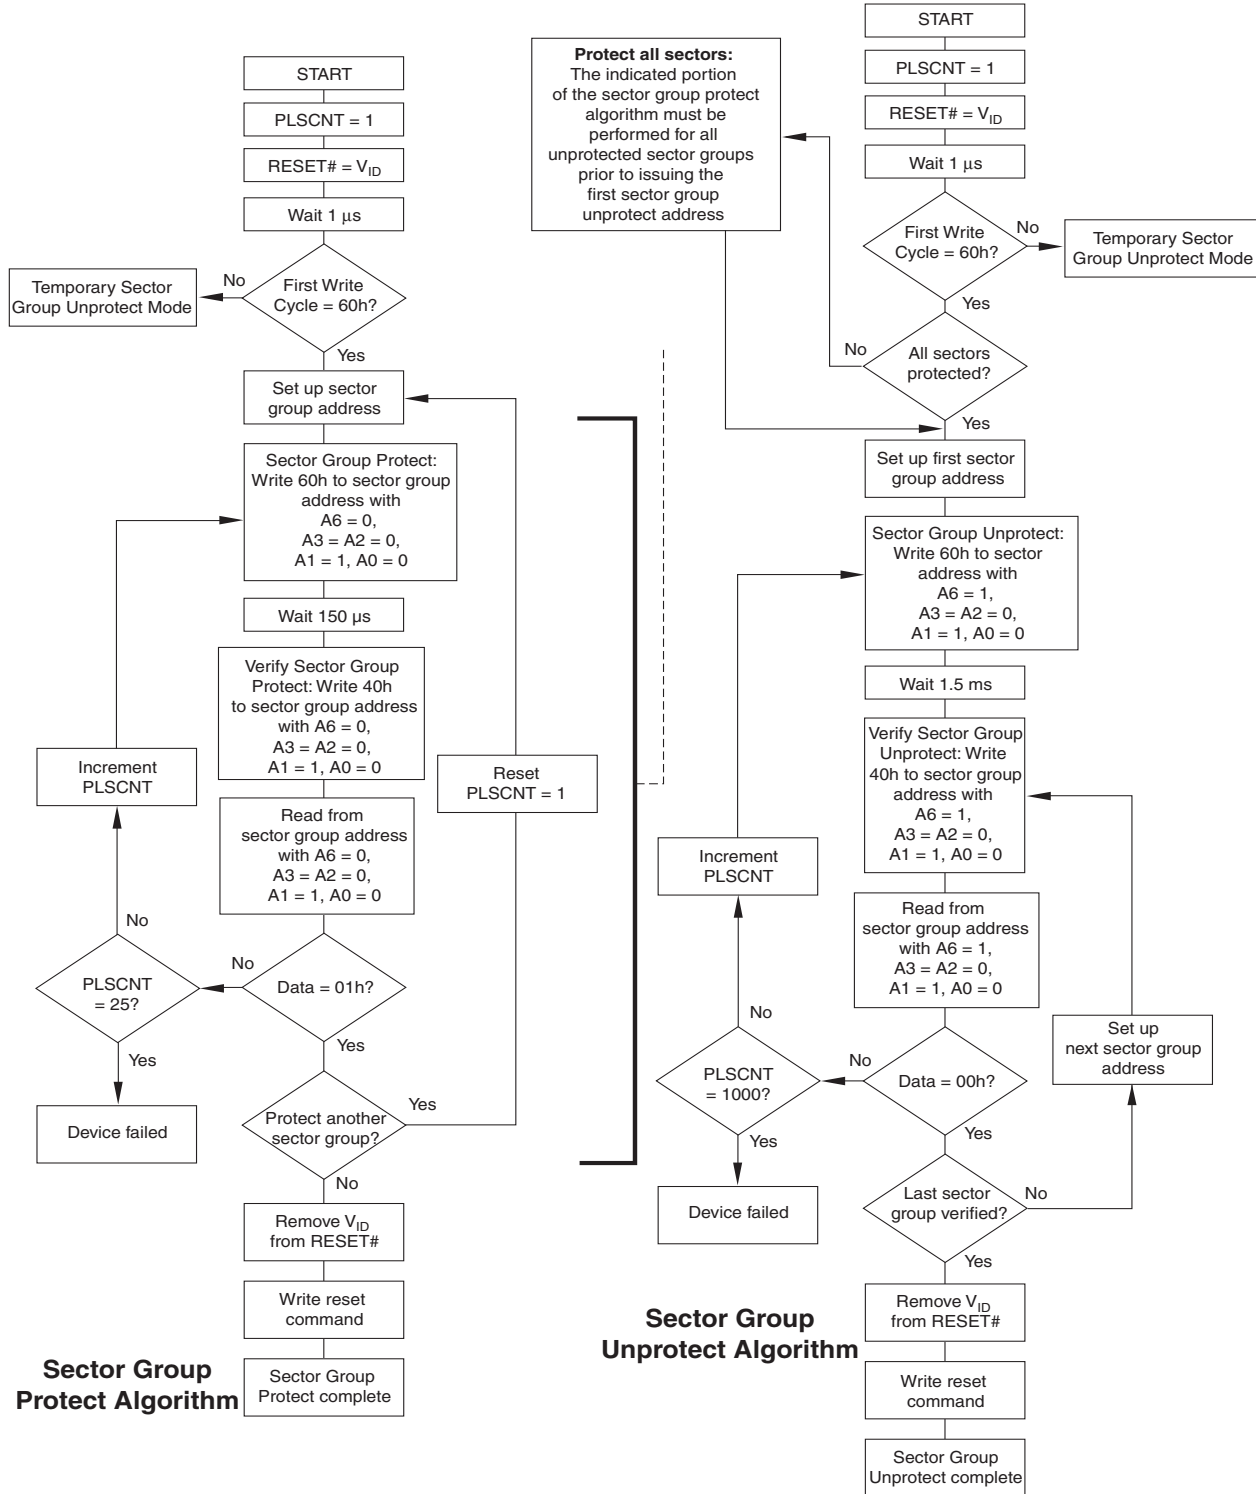 START
PLSCNT = 1
RESET# = VID
Wait 1 μs
First Write
Cycle = 60h?
No
Temporary Sector
Group Unprotect Mode
Yes
Set up sector
group address
Sector Group Protect:
Write 60h to sector group
address with
A6 = 0,
A3 = A2 = 0,
A1 = 1, A0 = 0
Wait 150 μs
Verify Sector Group
Protect: Write 40h
to sector group address
with A6 = 0,
A3 = A2 = 0,
A1 = 1, A0 = 0
Increment
PLSCNT
Reset
PLSCNT = 1
Read from
sector group address
with A6 = 0,
A3 = A2 = 0,
A1 = 1, A0 = 0
No
PLSCNT
= 25?
No
Data = 01h?
Yes
Yes
Device failed
Protect another
sector group?
Yes
No
Remove VID
from RESET#
Write reset
command
Sector Group
Protect complete
Sector Group
Protect Algorithm
Protect all sectors:
The indicated portion
of the sector group protect
algorithm must be
performed for all
unprotected sector groups
prior to issuing the
first sector group
unprotect address
START
PLSCNT = 1
RESET# = VID
Wait 1 μs
First Write
Cycle = 60h?
No
Temporary Sector
Group Unprotect Mode
Yes
No
All sectors
protected?
Yes
Set up first sector
group address
Sector Group Unprotect:
Write 60h to sector
address with
A6 = 1,
A3 = A2 = 0,
A1 = 1, A0 = 0
Wait 1.5 ms
Verify Sector Group
Unprotect: Write
40h to sector group
address with
A6 = 1,
A3 = A2 = 0,
A1 = 1, A0 = 0
Increment
PLSCNT
Read from
sector group address
with A6 = 1,
A3 = A2 = 0,
A1 = 1, A0 = 0
No
PLSCNT
= 1000?
No
Data = 00h?
Set up
next sector group
address
Yes
Yes
Device failed
Last sector
group verified?
No
Yes
Remove VID
from RESET#
Write reset
command
Sector Group
Unprotect complete
Sector Group
Unprotect Algorithm